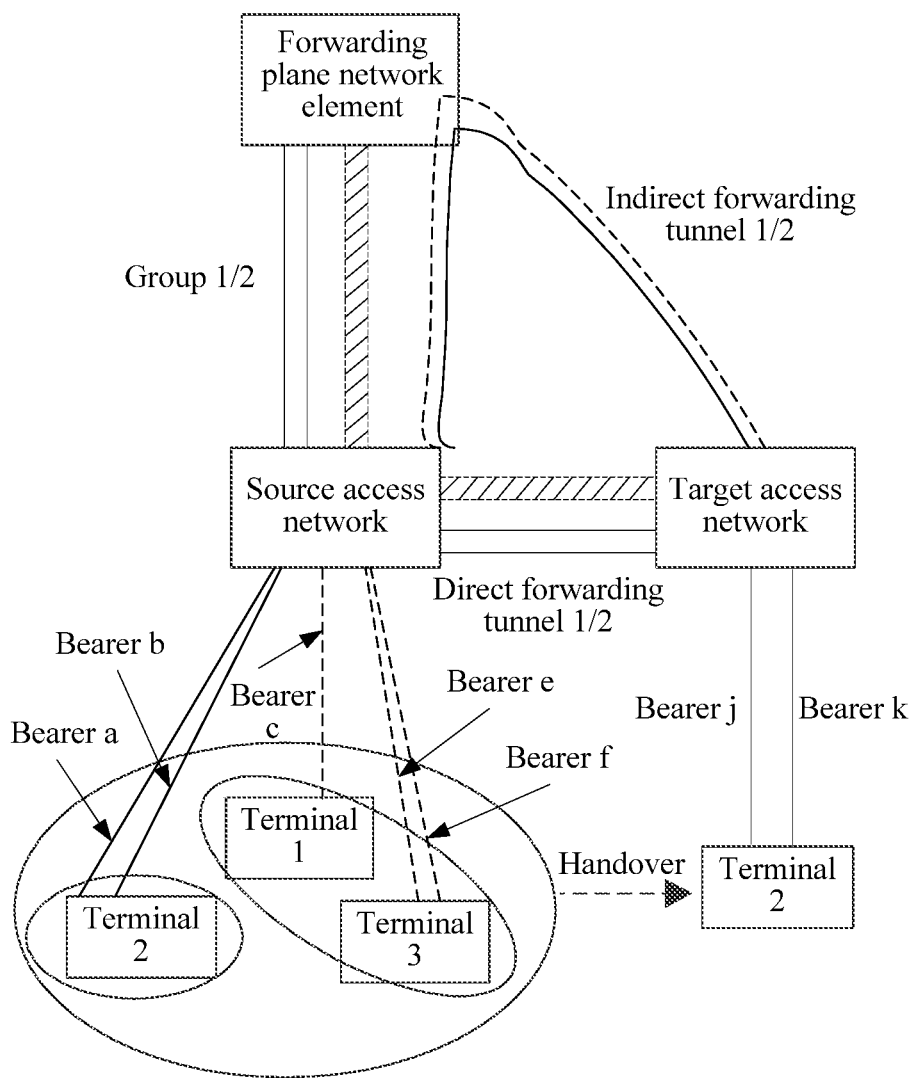 Forwarding
plane network
element
Indirect forwarding
tunnel 1/2
Group 1/2
Source access
network
Target access
network
Direct forwarding
tunnel 1/2
Bearer b
Bearer a
Bearer
c
Bearer e
Bearer f
Bearer j
Bearer k
Terminal
1
Terminal
2
Terminal
3
Handover
Terminal
2